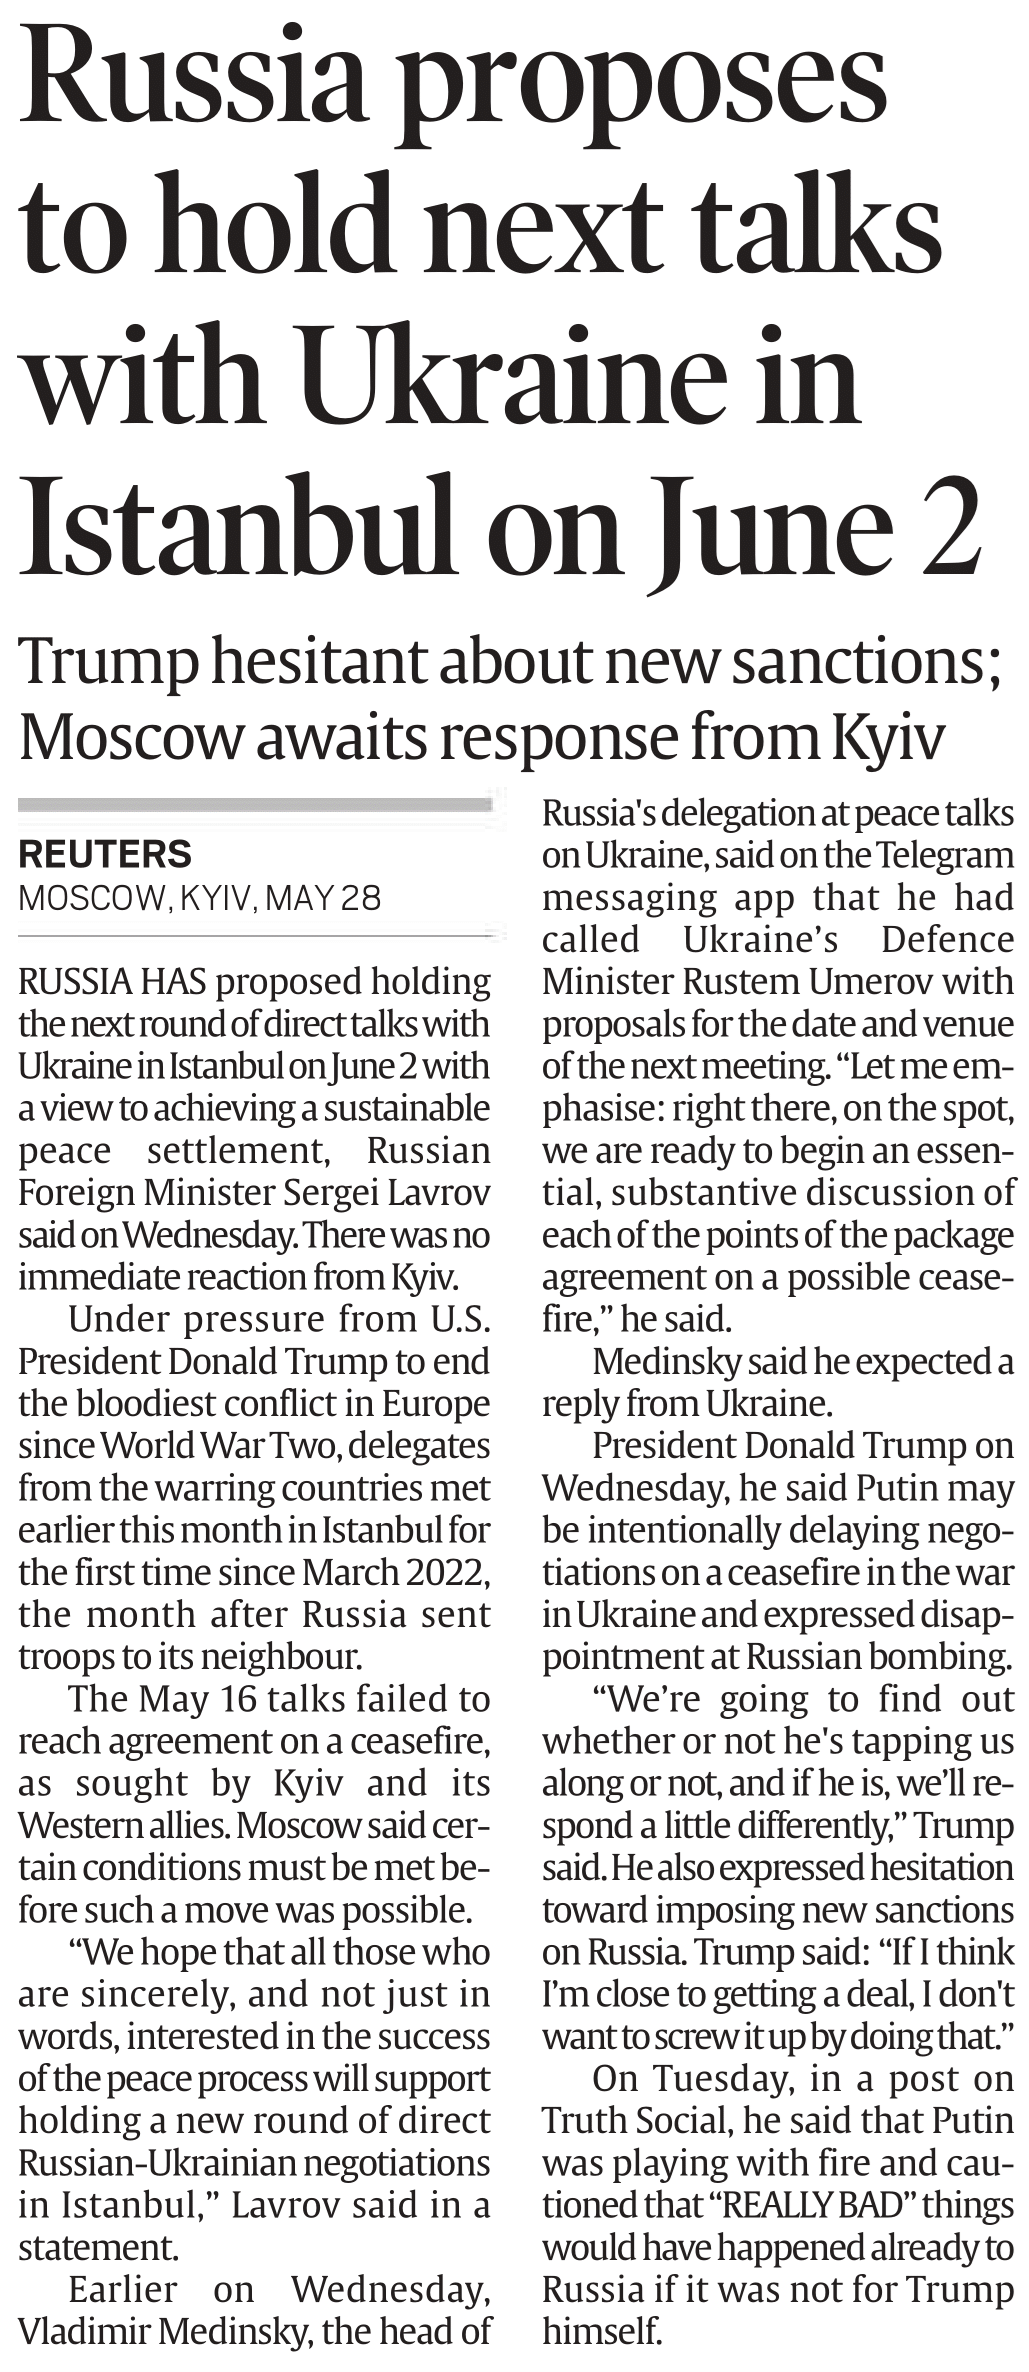 Russia proposes
to hold next talks
with Ukraine in
Istanbul on June 2
Trump hesitant about new sanctions;
Moscow awaits response from Kyiv
REUTERS
MOSCOW, KYIV, MAY 28
RUSSIA HAS proposed holding
the next round of direct talks with
Ukraine in Istanbul on June 2 with
a view to achieving a sustainable
peace settlement, Russian
Foreign Minister Sergei Lavrov
said on Wednesday. There was no
immediate reaction from Kyiv.
Under pressure from U.S.
President Donald Trump to end
the bloodiest conflict in Europe
since World War Two, delegates
from the warring countries met
earlier this month in Istanbul for
the first time since March 2022,
the month after Russia sent
troops to its neighbour.
The May 16 talks failed to
reach agreement on a ceasefire,
as sought by Kyiv and its
Western allies. Moscow said cer-
tain conditions must be met be-
fore such a move was possible.
“We hope that all those who
are sincerely, and not just in
words, interested in the success
of the peace process will support
holding a new round of direct
Russian-Ukrainian negotiations
in Istanbul,” Lavrov said in a
statement.
Earlier on Wednesday,
Vladimir Medinsky, the head of
Russia's delegation at peace talks
on Ukraine, said on the Telegram
messaging app that he had
called Ukraine’s Defence
Minister Rustem Umerov with
proposals for the date and venue
of the next meeting. “Let me em-
phasise: right there, on the spot,
we are ready to begin an essen-
tial, substantive discussion of
each of the points of the package
agreement on a possible cease-
fire,” he said.
Medinsky said he expected a
reply from Ukraine.
President Donald Trump on
Wednesday, he said Putin may
be intentionally delaying nego-
tiations on a ceasefire in the war
in Ukraine and expressed disap-
pointment at Russian bombing.
“We’re going to find out
whether or not he's tapping us
along or not, and if he is, we’ll re-
spond a little differently,” Trump
said. He also expressed hesitation
toward imposing new sanctions
on Russia. Trump said: “If I think
I’m close to getting a deal, I don't
want to screw it up by doing that.”
On Tuesday, in a post on
Truth Social, he said that Putin
was playing with fire and cau-
tioned that “REALLY BAD” things
would have happened already to
Russia if it was not for Trump
himself.